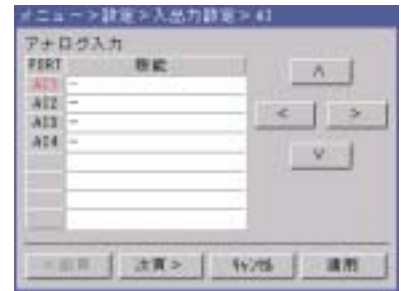 メニュー>設定>入出力設定> AI
アナログ入力
PORT 機能
AI1 -
AI2 -
AI3 -
AI4 -
^
< >
v
<前頁 次頁> ｷｬﾝｾﾙ 適用